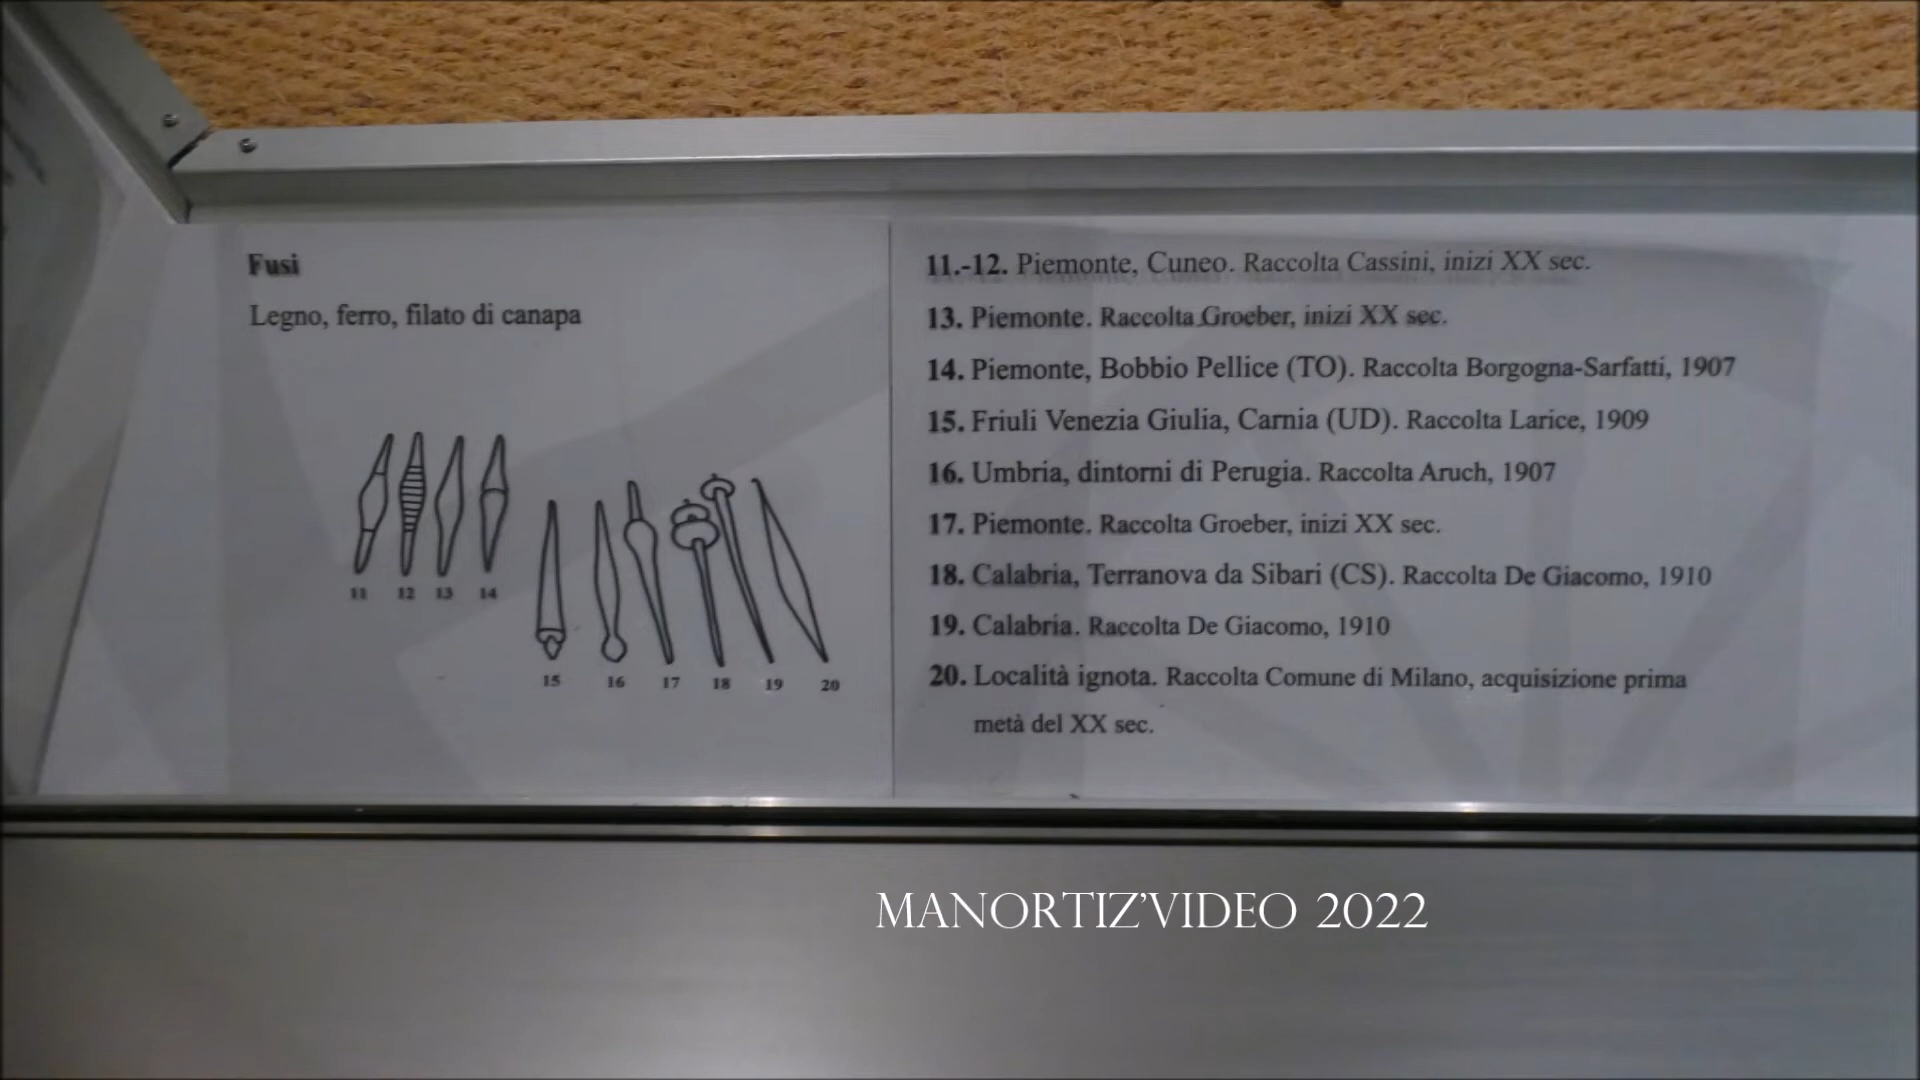 Fusi
Legno, ferro, filato di canapa
11 12 13 14
15 16 17 18 19 20
11.-12. Piemonte, Cuneo. Raccolta Cassini, inizi XX sec.
13. Piemonte. Raccolta Groeber, inizi XX sec.
14. Piemonte, Bobbio Pellice (TO). Raccolta Borgogna-Sarfatti, 1907
15. Friuli Venezia Giulia, Carnia (UD). Raccolta Larice, 1909
16. Umbria, dintorni di Perugia. Raccolta Aruch, 1907
17. Piemonte. Raccolta Groeber, inizi XX sec.
18. Calabria, Terranova da Sibari (CS). Raccolta De Giacomo, 1910
19. Calabria. Raccolta De Giacomo, 1910
20. Località ignota. Raccolta Comune di Milano, acquisizione prima
metà del XX sec.
MANORTIZ'VIDEO 2022